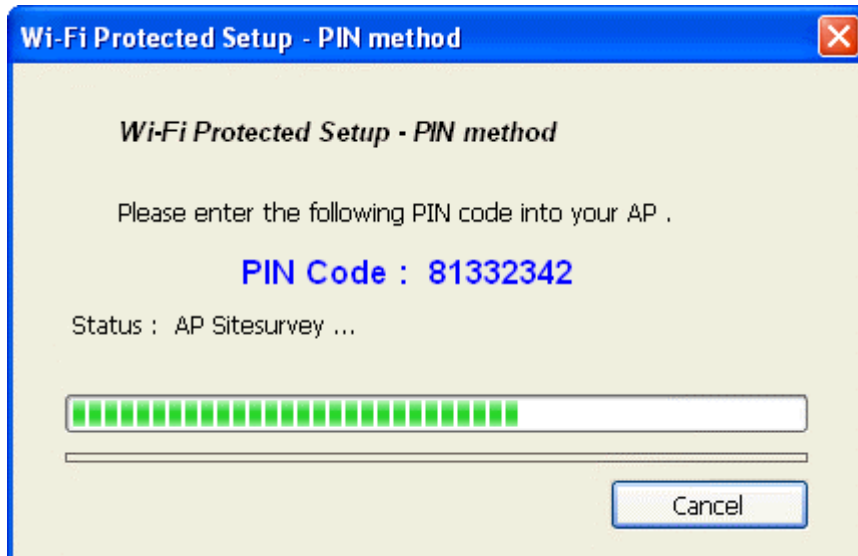 Wi-Fi Protected Setup - PIN method
Wi-Fi Protected Setup - PIN method
Please enter the following PIN code into your AP .
PIN Code : 81332342
Status : AP Sitesurvey ...
Cancel